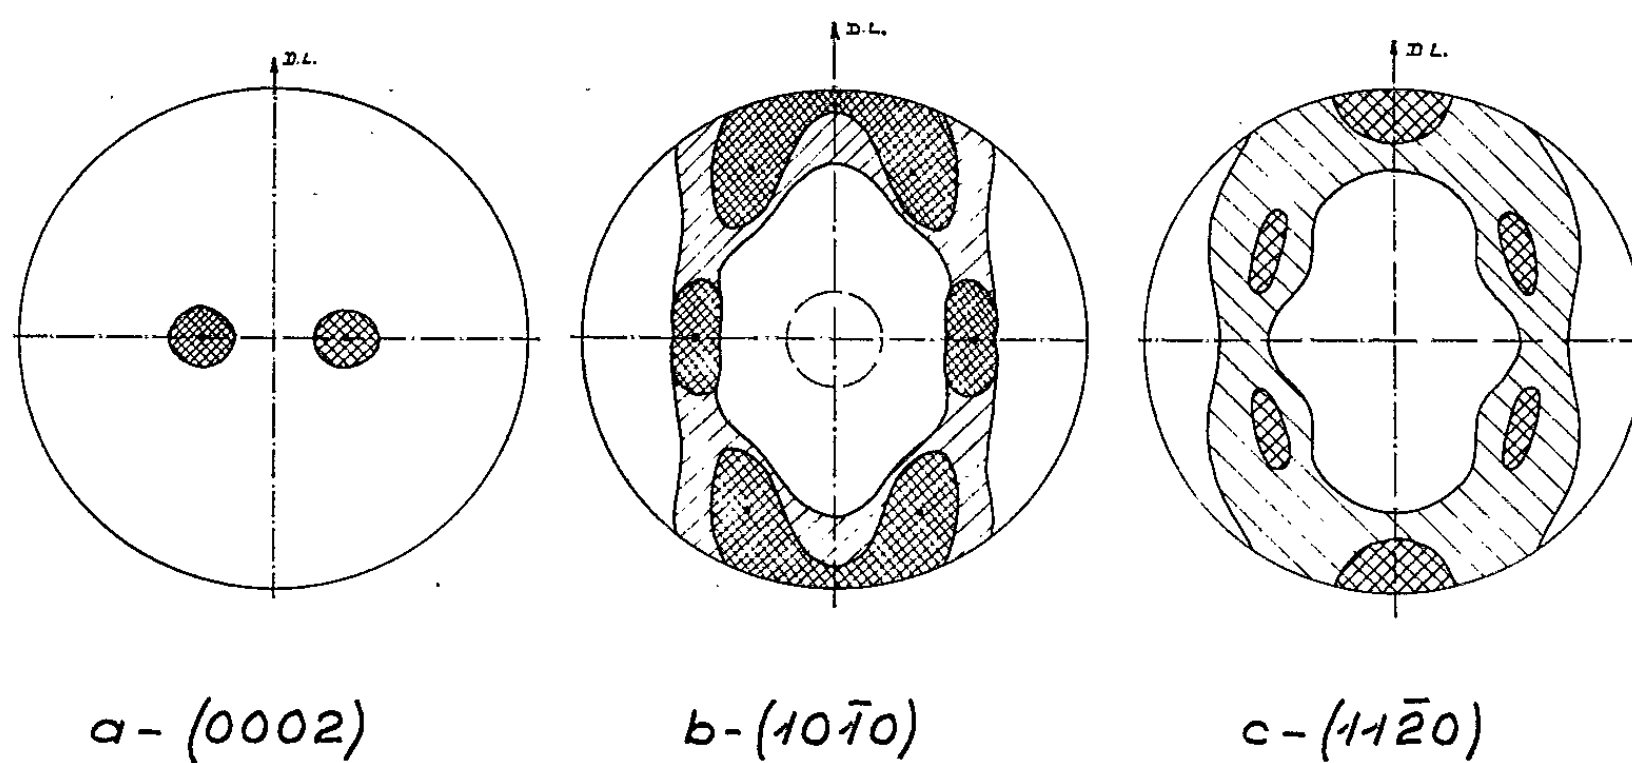 D.L.
D.L.
D L.
a - (0002)
b - (101̄0)
c - (112̄0)